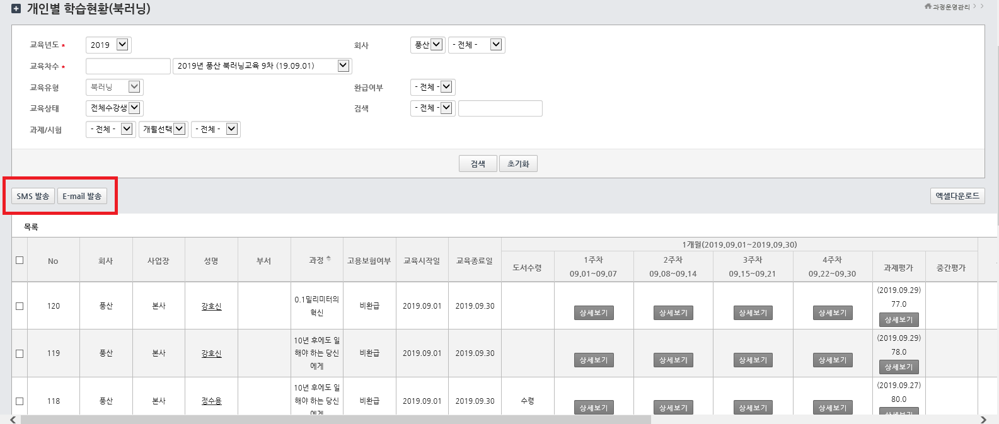 개인별 학습현황(북러닝)
과정운영관리
교육년도 * 2019 회사 풍산 - 전체 -
교육차수 * 2019년 풍산 북러닝교육 9차 (19.09.01)
교육유형 북러닝 환급여부 - 전체 -
교육상태 전체수강생 검색 - 전체 -
과제/시험 - 전체 - 개월선택 - 전체 -
검색 초기화
SMS 발송 E-mail 발송 엑셀다운로드
목록
No 회사 사업장 성명 부서 과정 고용보험여부 교육시작일 교육종료일 1개월(2019.09.01~2019.09.30)
도서수령 1주차 2주차 3주차 4주차 과제평가 중간평가
09.01~09.07 09.08~09.14 09.15~09.21 09.22~09.30
120 풍산 본사 강호신 0.1밀리미터의 비환급 2019.09.01 2019.09.30 (2019.09.29)
혁신 77.0
상세보기 상세보기 상세보기 상세보기 상세보기
119 풍산 본사 강호신 10년 후에도 일 비환급 2019.09.01 2019.09.30 (2019.09.29)
해야 하는 당신 78.0
에게 상세보기 상세보기 상세보기 상세보기 상세보기
118 풍산 본사 정수용 10년 후에도 일 비환급 2019.09.01 2019.09.30 수령 (2019.09.27)
해야 하는 당신 80.0
에게 상세보기 상세보기 상세보기 상세보기 상세보기